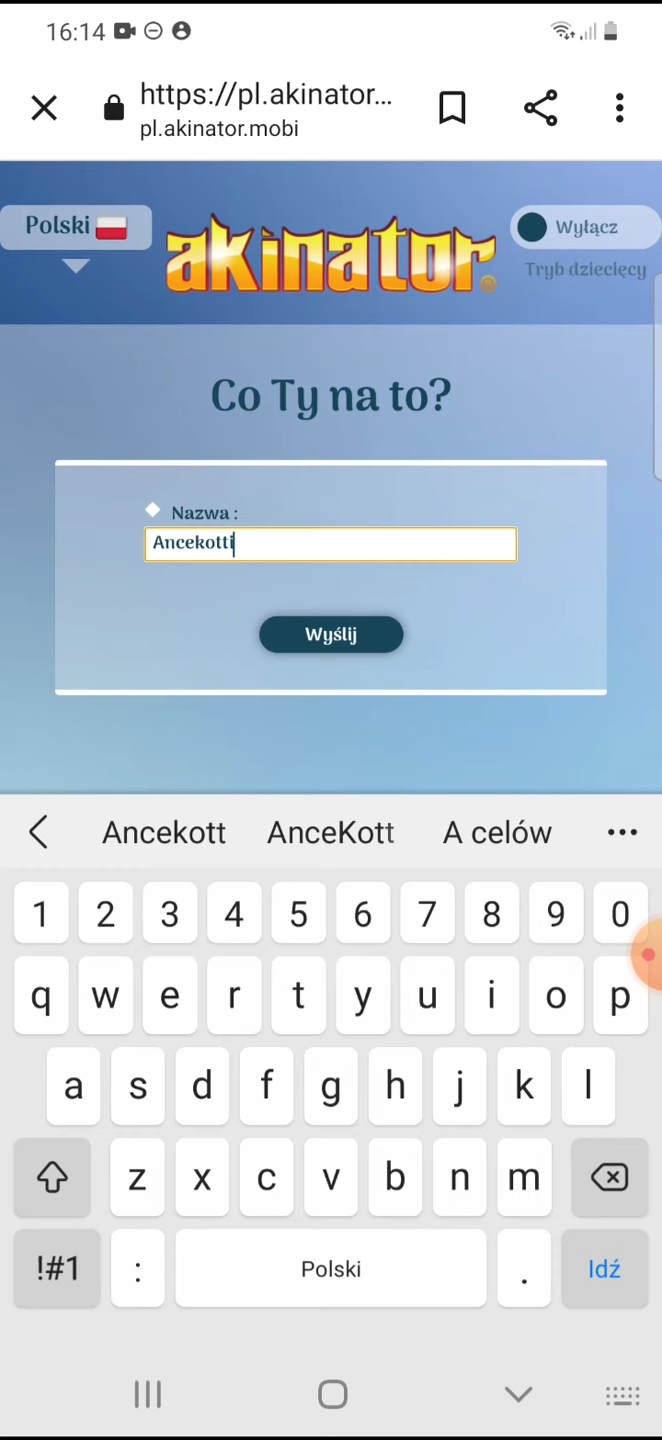 16:14
https://pl.akinator...
pl.akinator.mobi
Polski
akinator®
Wyłącz
Tryb dziecięcy
Co Ty na to?
Nazwa :
Ancekotti
Wyślij
Ancekott AnceKott A celów
1 2 3 4 5 6 7 8 9 0
q w e r t y u i o p
a s d f g h j k l
z x c v b n m
!#1 : Polski . Idź